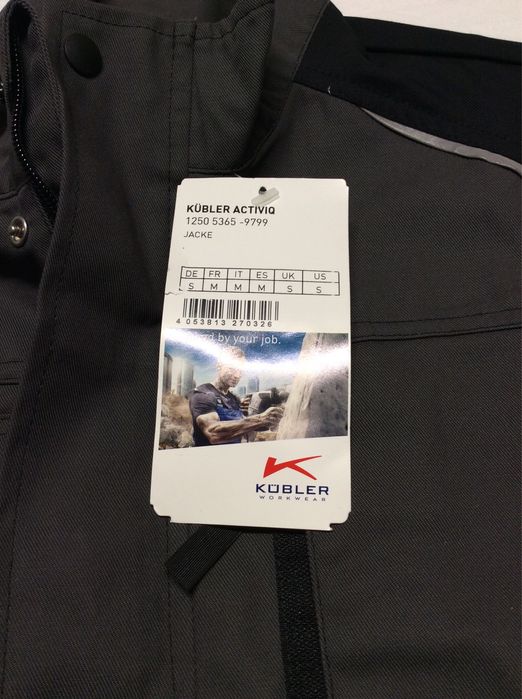 KÜBLER ACTIVIQ
1250 5365 -9799
JACKE
DE FR IT ES UK US
S M M M S S
4 053813 270326
by your job.
KÜBLER
WORKWEAR